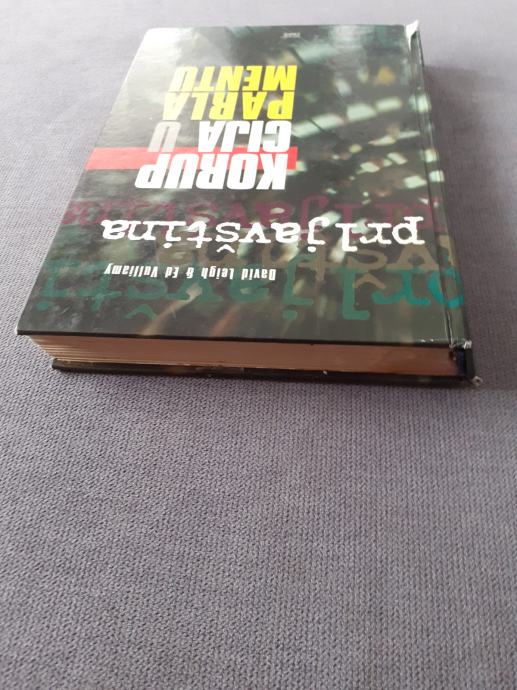 David Leigh & Ed Vulliamy
prljavština
KORUP
CIJA U
PARLA
MENTU